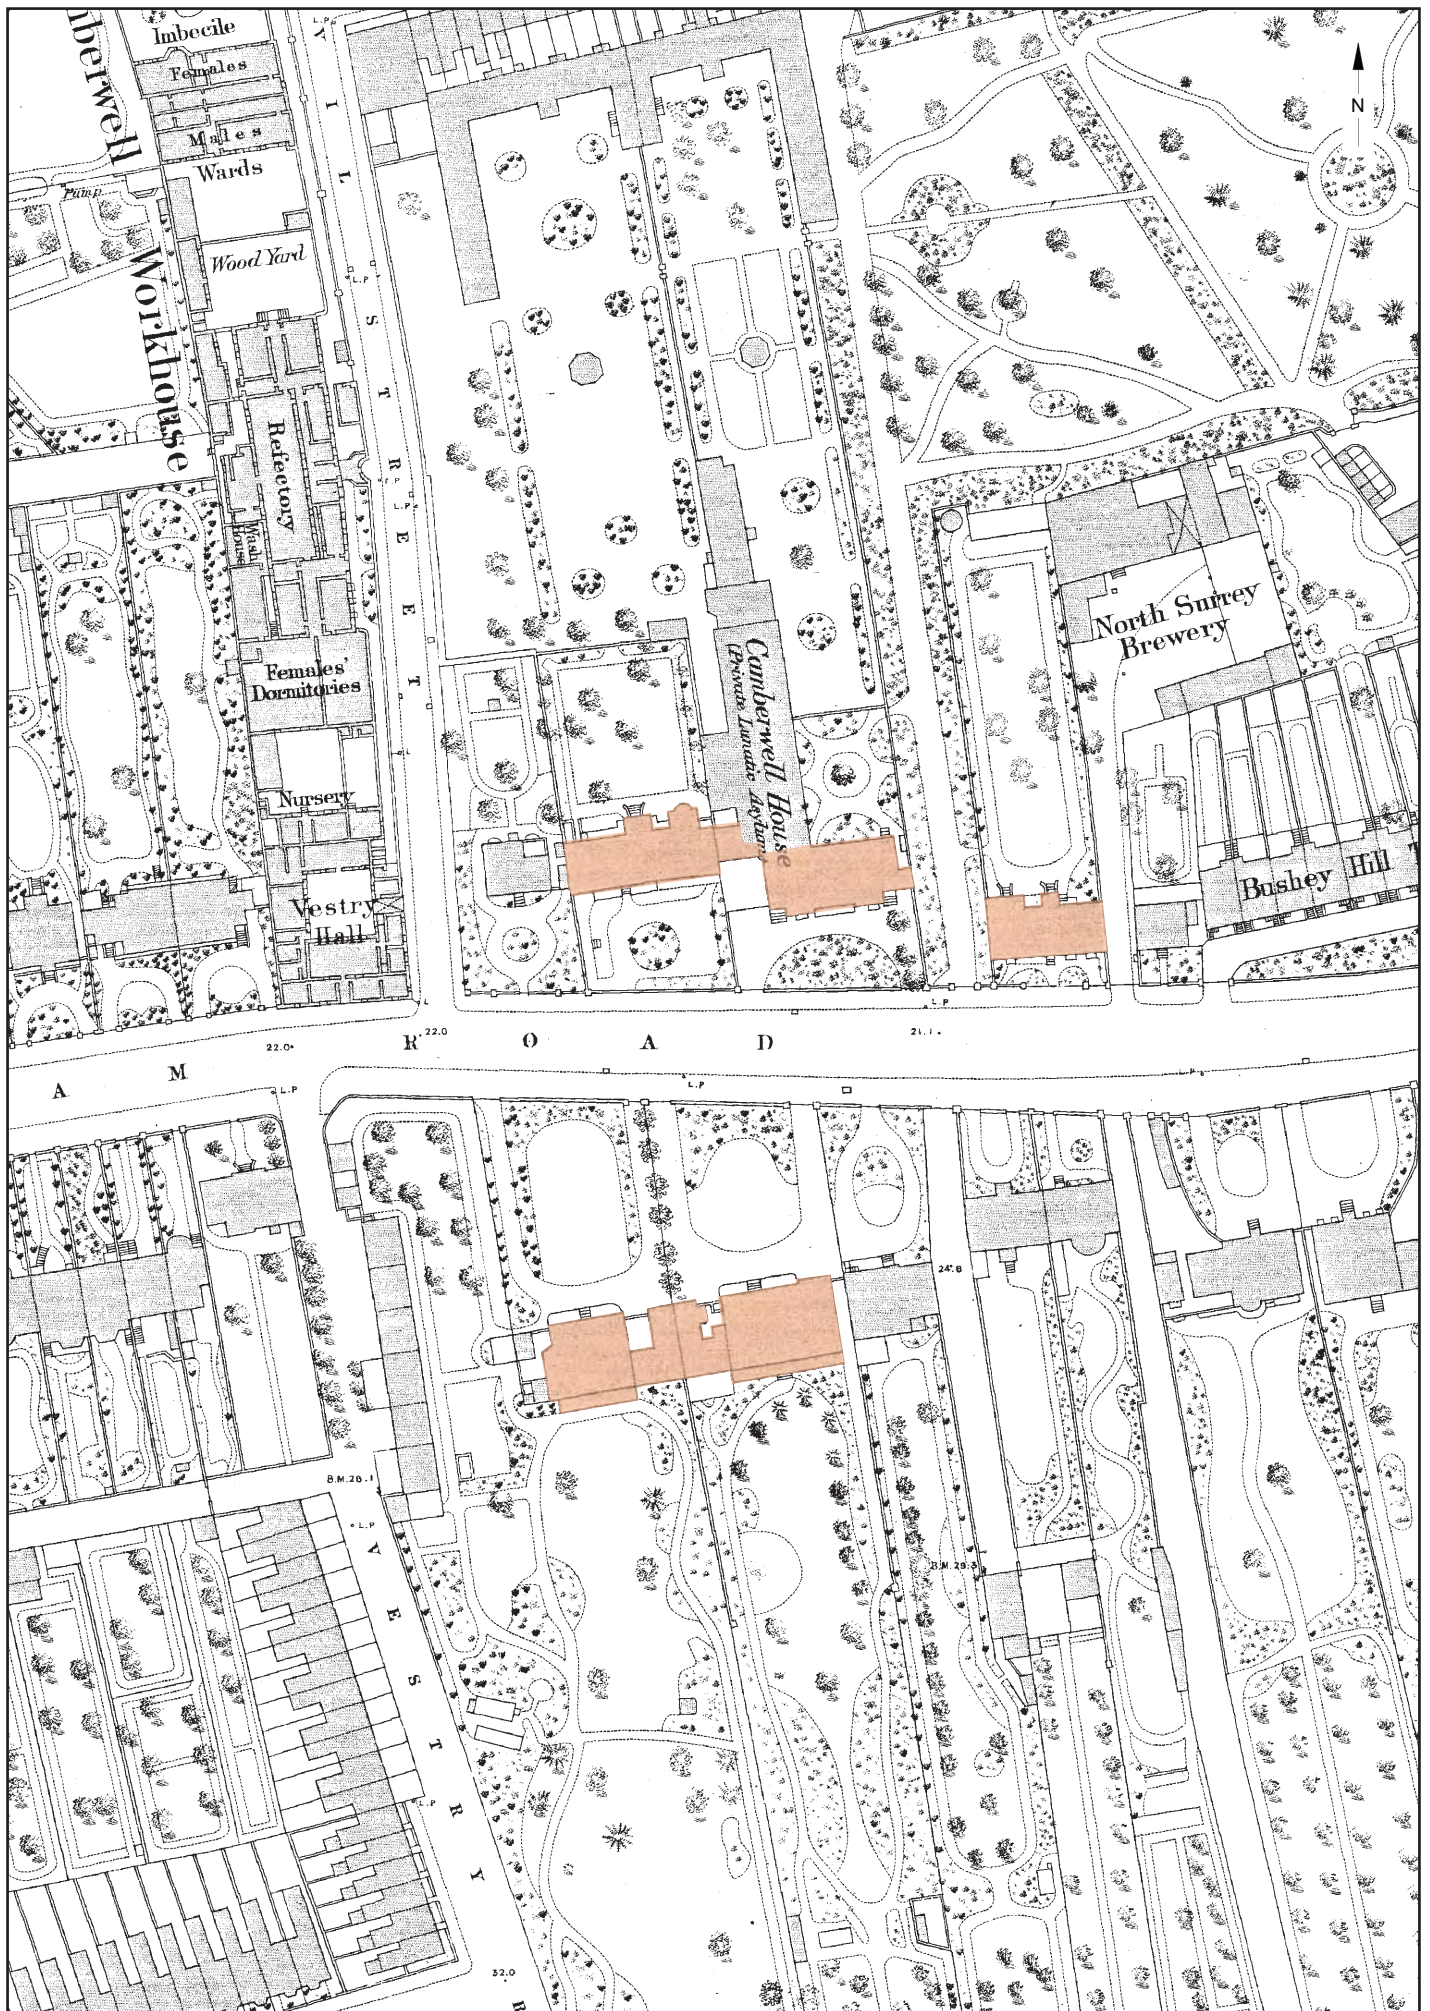 Imbecile
Females
Males
Wards
mberwell
Workhouse
Pump
Wood Yard
Refectory
Wash
House
Females'
Dormitories
Nursery
Vestry
Hall
VIL STREET
L.P
L.P
L.P
L.P
N
Camberwell House
(Private Lunatic Asylum)
North Surrey
Brewery
Bushey Hill T
A M ROAD
22.0
22.0
21.1
L.P
L.P
L.P
L.P
24.8
B.M.28.1
L.P
B.M.29.3
L.P
VESTRY R
32.0